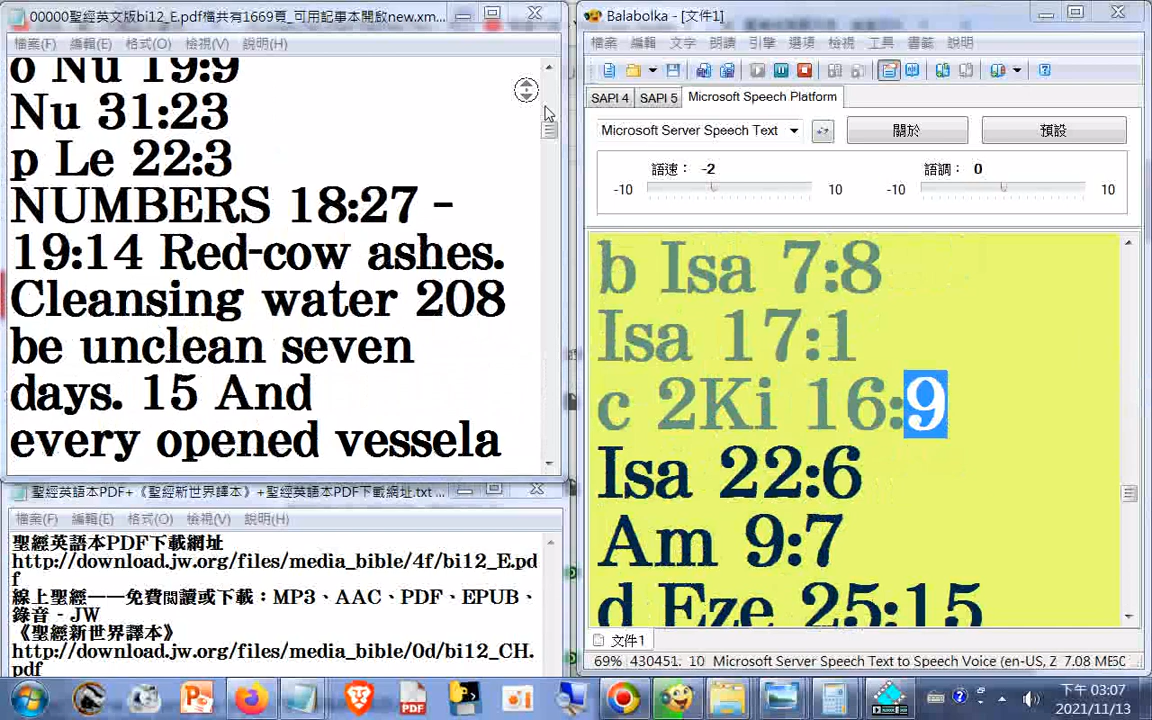 00000聖經英文版bi12_E.pdf檔共有1669頁_可用記事本開啟new.xm...
檔案(F) 編輯(E) 格式(O) 檢視(V) 說明(H)
o Nu 19:9
Nu 31:23
p Le 22:3
NUMBERS 18:27 –
19:14 Red-cow ashes.
Cleansing water 208
be unclean seven
days. 15 And
every opened vessela
聖經英語本PDF+《聖經新世界譯本》+聖經英語本PDF下載網址.txt ...
檔案(F) 編輯(E) 格式(O) 檢視(V) 說明(H)
聖經英語本PDF下載網址
http://download.jw.org/files/media_bible/4f/bi12_E.pd
f
線上聖經——免費閱讀或下載：MP3、AAC、PDF、EPUB、
錄音 - JW
《聖經新世界譯本》
http://download.jw.org/files/media_bible/0d/bi12_CH.
pdf
Balabolka - [文件1]
檔案 編輯 文字 朗讀 引擎 選項 檢視 工具 書籤 說明
SAPI 4 SAPI 5 Microsoft Speech Platform
Microsoft Server Speech Text 關於 預設
語速： -2 語調： 0
-10 10 -10 10
b Isa 7:8
Isa 17:1
c 2Ki 16:9
Isa 22:6
Am 9:7
d Eze 25:15
文件1
69% 430451. 10 Microsoft Server Speech Text to Speech Voice (en-US, Z 7.08 ME
PDF
下午 03:07
2021/11/13